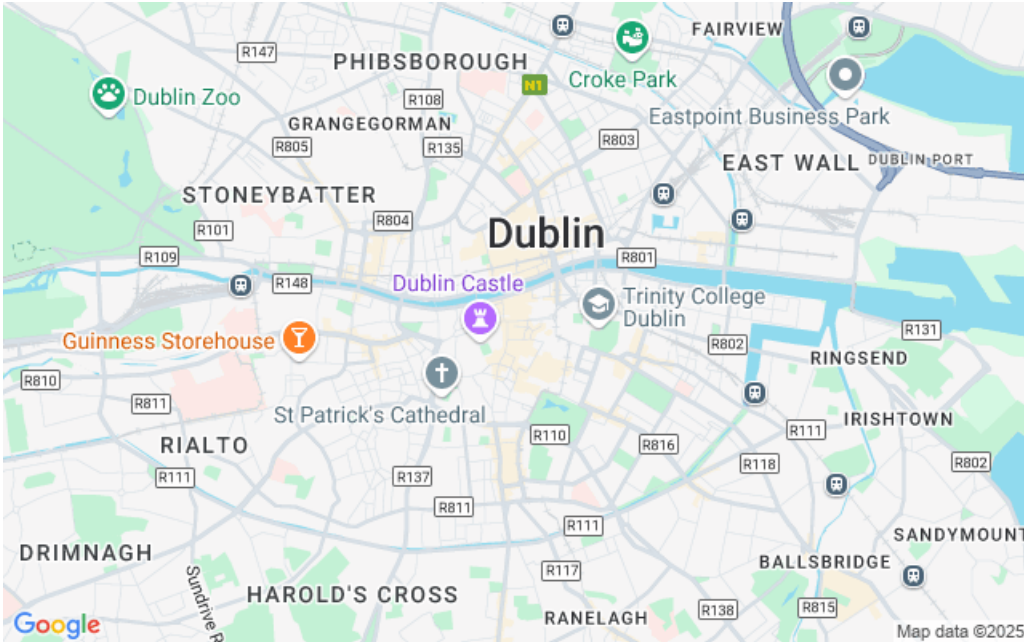 FAIRVIEW
R147
PHIBSBOROUGH
Croke Park
N1
Dublin Zoo
R108
Eastpoint Business Park
GRANGEGORMAN
R803
R805
R135
EAST WALL
DUBLIN PORT
STONEYBATTER
R804
R101
Dublin
R109
R801
R148
Dublin Castle
Trinity College
Dublin
Guinness Storehouse
R131
R802
RINGSEND
R810
R811
St Patrick's Cathedral
IRISHTOWN
RIALTO
R110
R816
R111
R118
R802
R111
R137
R811
R111
SANDYMOUNT
DRIMNAGH
BALLSBRIDGE
R117
Sundrive R
HAROLD'S CROSS
RANELAGH
R138
R815
Google
Map data ©2025